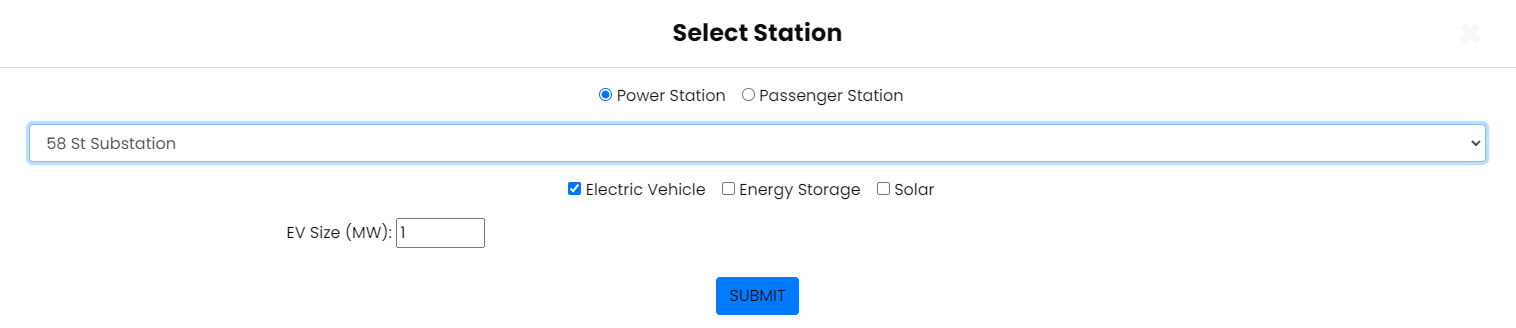 Select Station
Power Station Passenger Station
58 St Substation
Electric Vehicle Energy Storage Solar
EV Size (MW): 1
SUBMIT